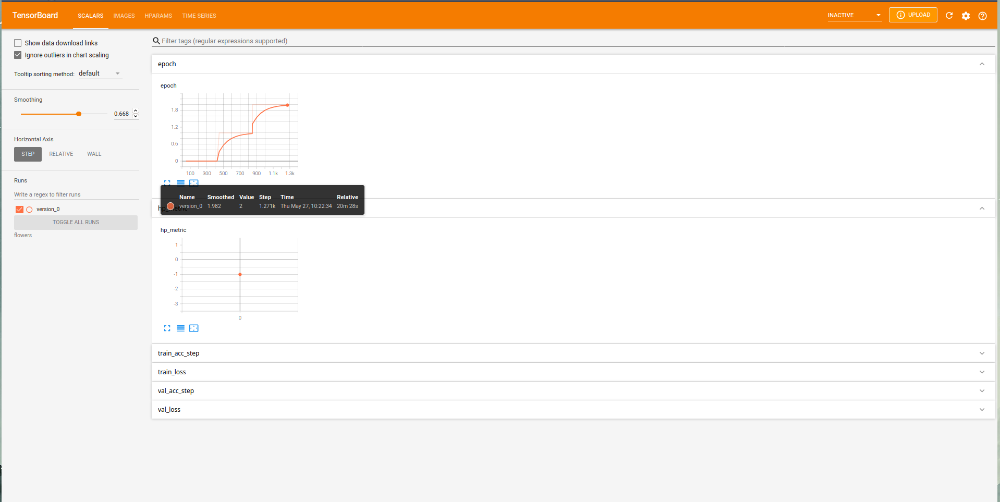 TensorBoard SCALARS IMAGES HPARAMS TIME SERIES INACTIVE UPLOAD
Show data download links
Ignore outliers in chart scaling
Tooltip sorting method: default
Smoothing
0.668
Horizontal Axis
STEP RELATIVE WALL
Runs
Write a regex to filter runs
version_0
TOGGLE ALL RUNS
flowers
Filter tags (regular expressions supported)
epoch
epoch
1.8
1.2
0.6
0
100 300 500 700 900 1.1k 1.3k
Name Smoothed Value Step Time Relative
version_0 1.982 2 1.271k Thu May 27, 10:22:34 20m 28s
hp_metric
hp_metric
1
0
-1
-2
-3
0
train_acc_step
train_loss
val_acc_step
val_loss